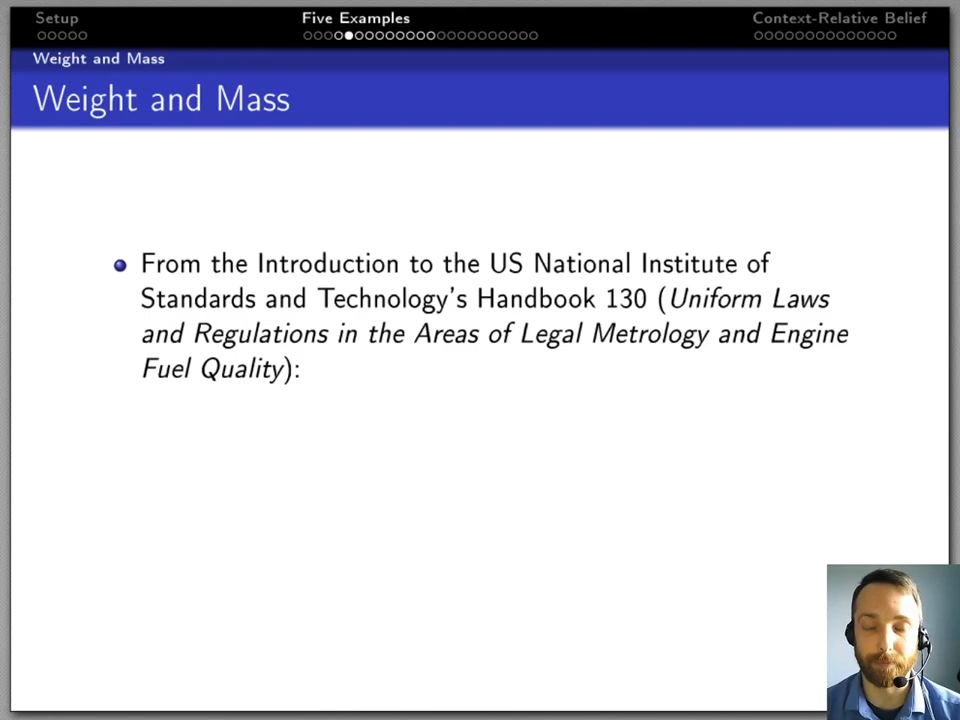 Setup
Five Examples
Context-Relative Belief
Weight and Mass
Weight and Mass
From the Introduction to the US National Institute of
Standards and Technology's Handbook 130 (Uniform Laws
and Regulations in the Areas of Legal Metrology and Engine
Fuel Quality):